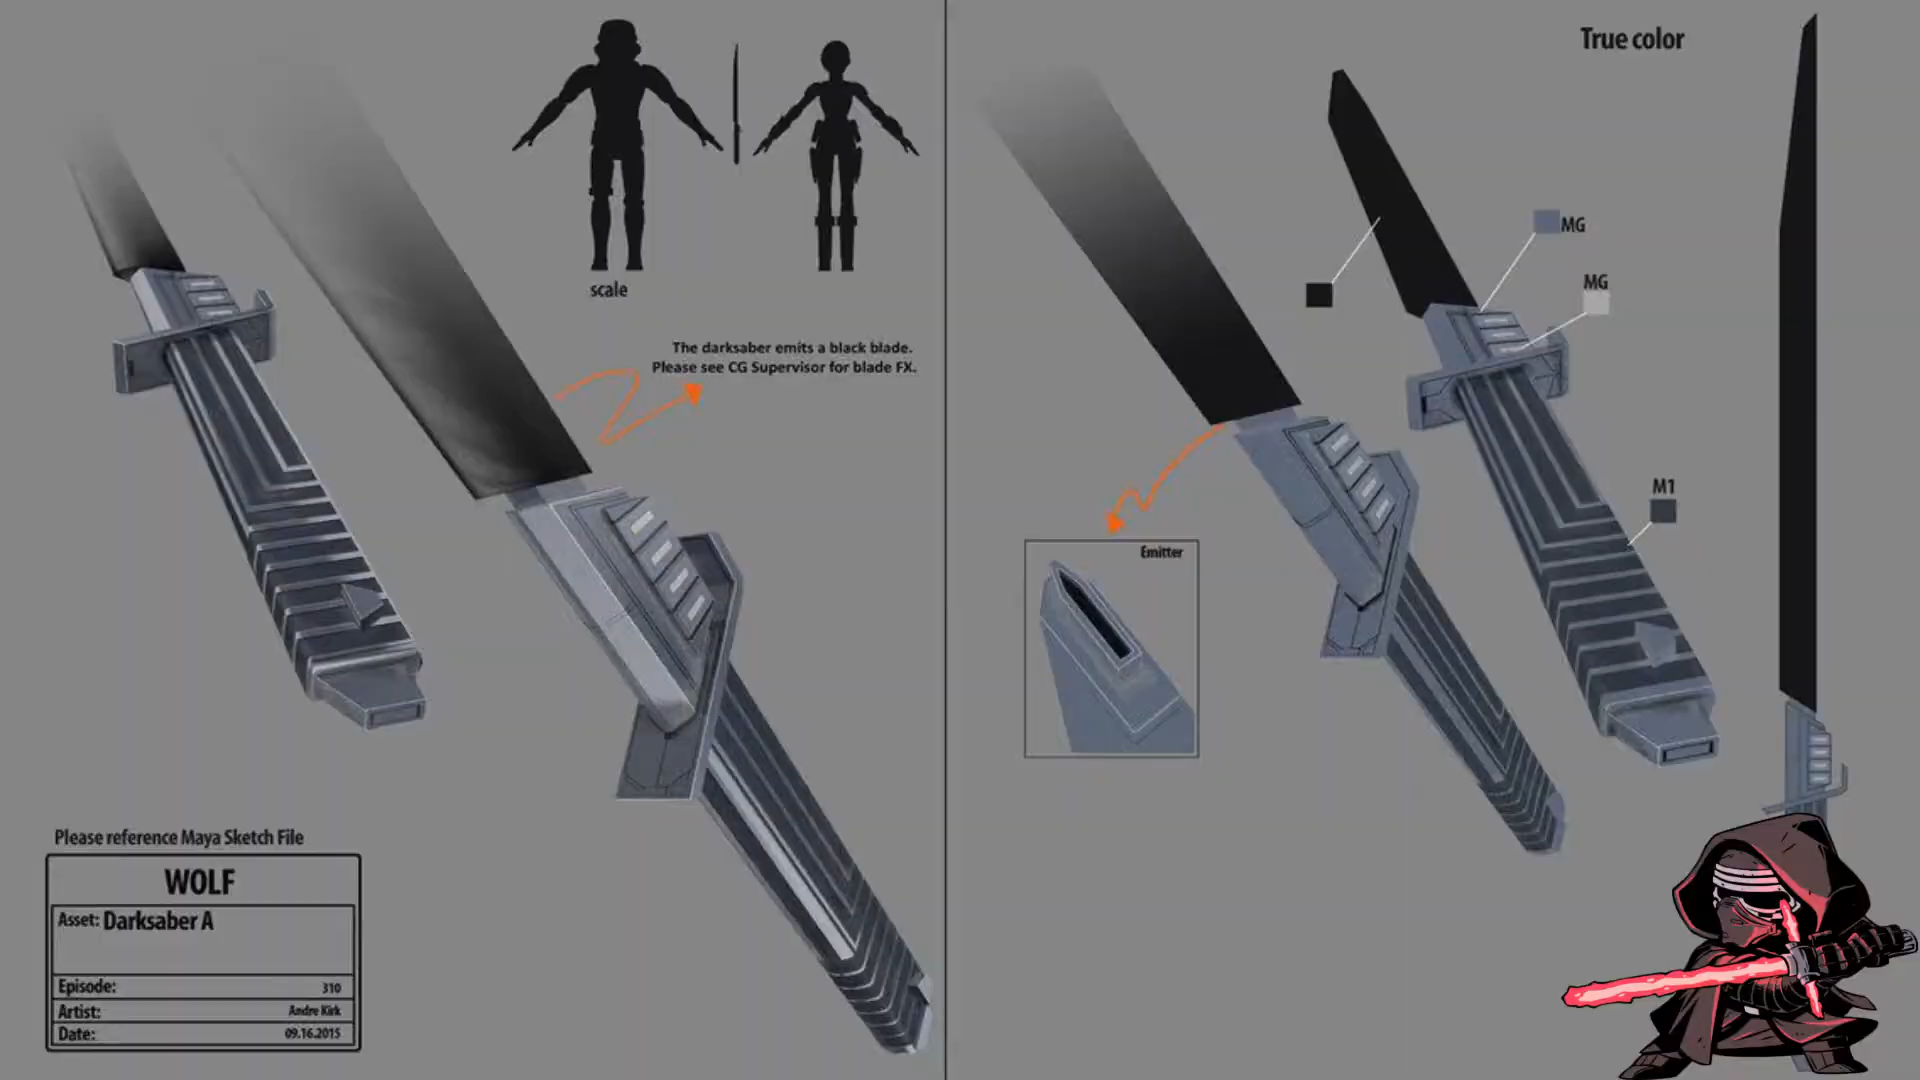 scale
The darksaber emits a black blade.
Please see CG Supervisor for blade FX.
Please reference Maya Sketch File
WOLF
Asset: Darksaber A
Episode: 310
Artist: Andre Kirk
Date: 09.16.2015
True color
MG
MG
M1
Emitter